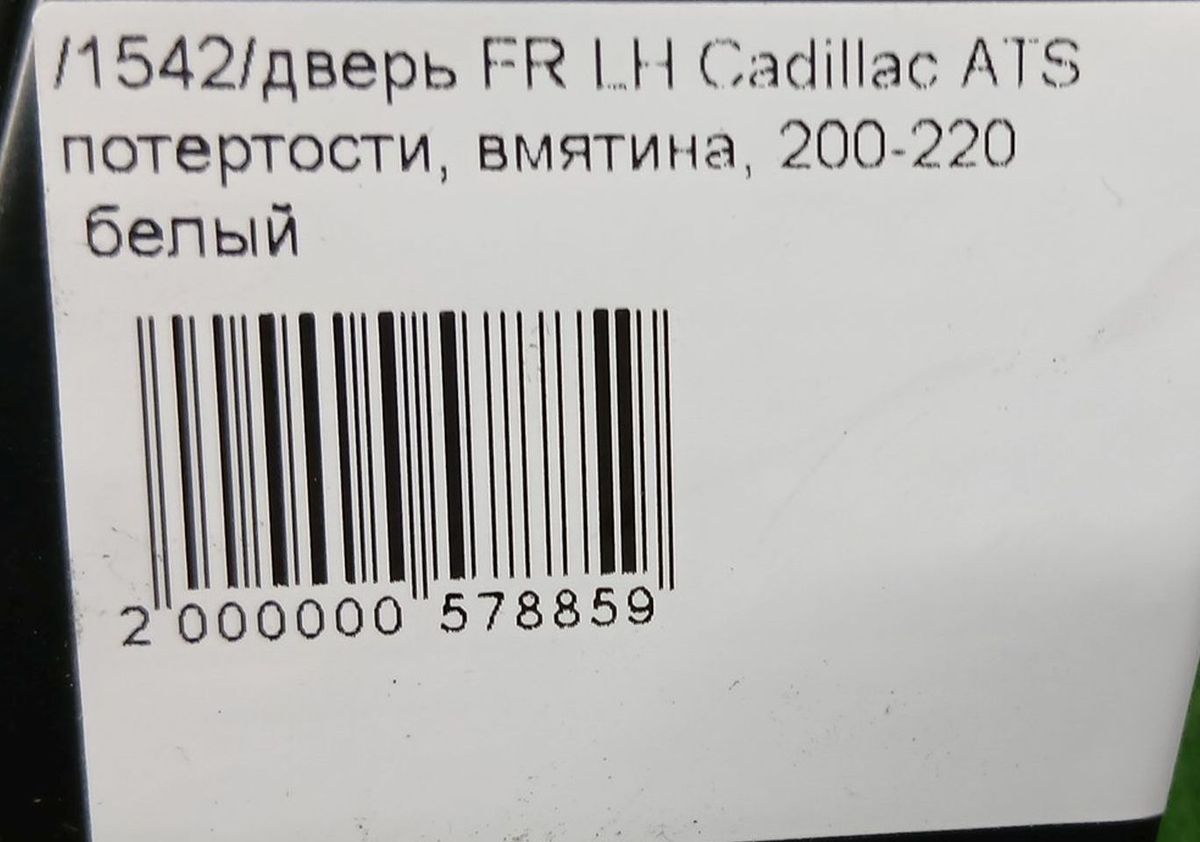 /1542/дверь FR LH Cadillac ATS
потертости, вмятина, 200-220
белый
2 000000 578859